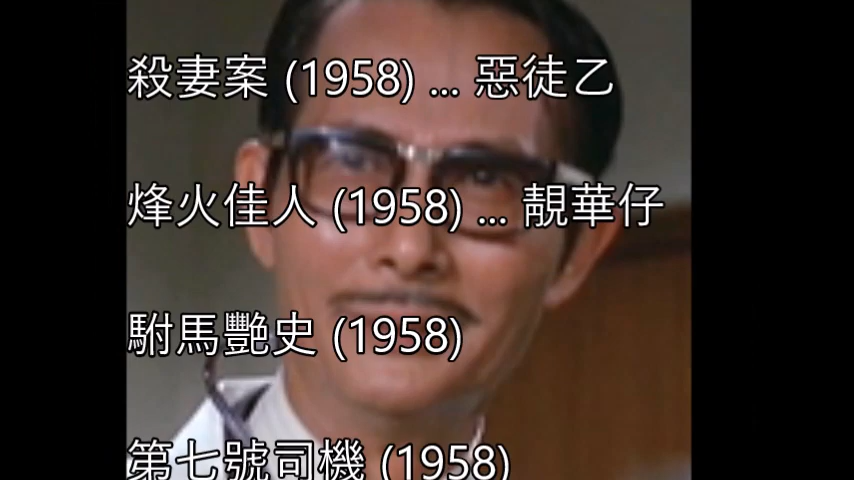 殺妻案 (1958) ... 惡徒乙
烽火佳人 (1958) ... 靚華仔
駙馬艷史 (1958)
第七號司機 (1958)